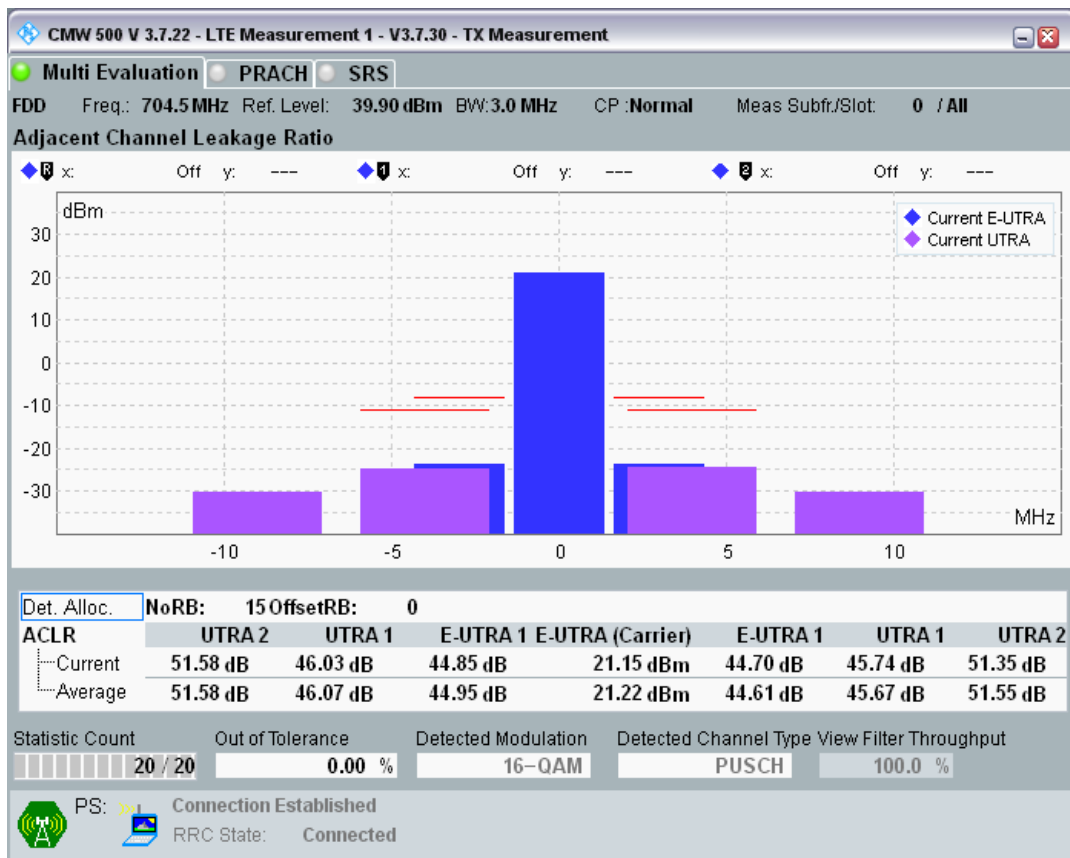 CMW 500 V 3.7.22 - LTE Measurement 1 - V3.7.30 - TX Measurement
Multi Evaluation PRACH SRS
FDD Freq.: 704.5 MHz Ref. Level: 39.90 dBm BW: 3.0 MHz CP :Normal Meas Subfr./Slot: 0 / All
Adjacent Channel Leakage Ratio
R x: Off y: --- 1 x: Off y: --- 2 x: Off y: ---
dBm
Current E-UTRA
Current UTRA
30
20
10
0
-10
-20
-30
MHz
-10 -5 0 5 10
Det. Alloc. NoRB: 15 OffsetRB: 0
ACLR UTRA 2 UTRA 1 E-UTRA 1 E-UTRA (Carrier) E-UTRA 1 UTRA 1 UTRA 2
Current 51.58 dB 46.03 dB 44.85 dB 21.15 dBm 44.70 dB 45.74 dB 51.35 dB
Average 51.58 dB 46.07 dB 44.95 dB 21.22 dBm 44.61 dB 45.67 dB 51.55 dB
Statistic Count Out of Tolerance Detected Modulation Detected Channel Type View Filter Throughput
20 / 20 0.00 % 16-QAM PUSCH 100.0 %
PS: Connection Established
RRC State: Connected